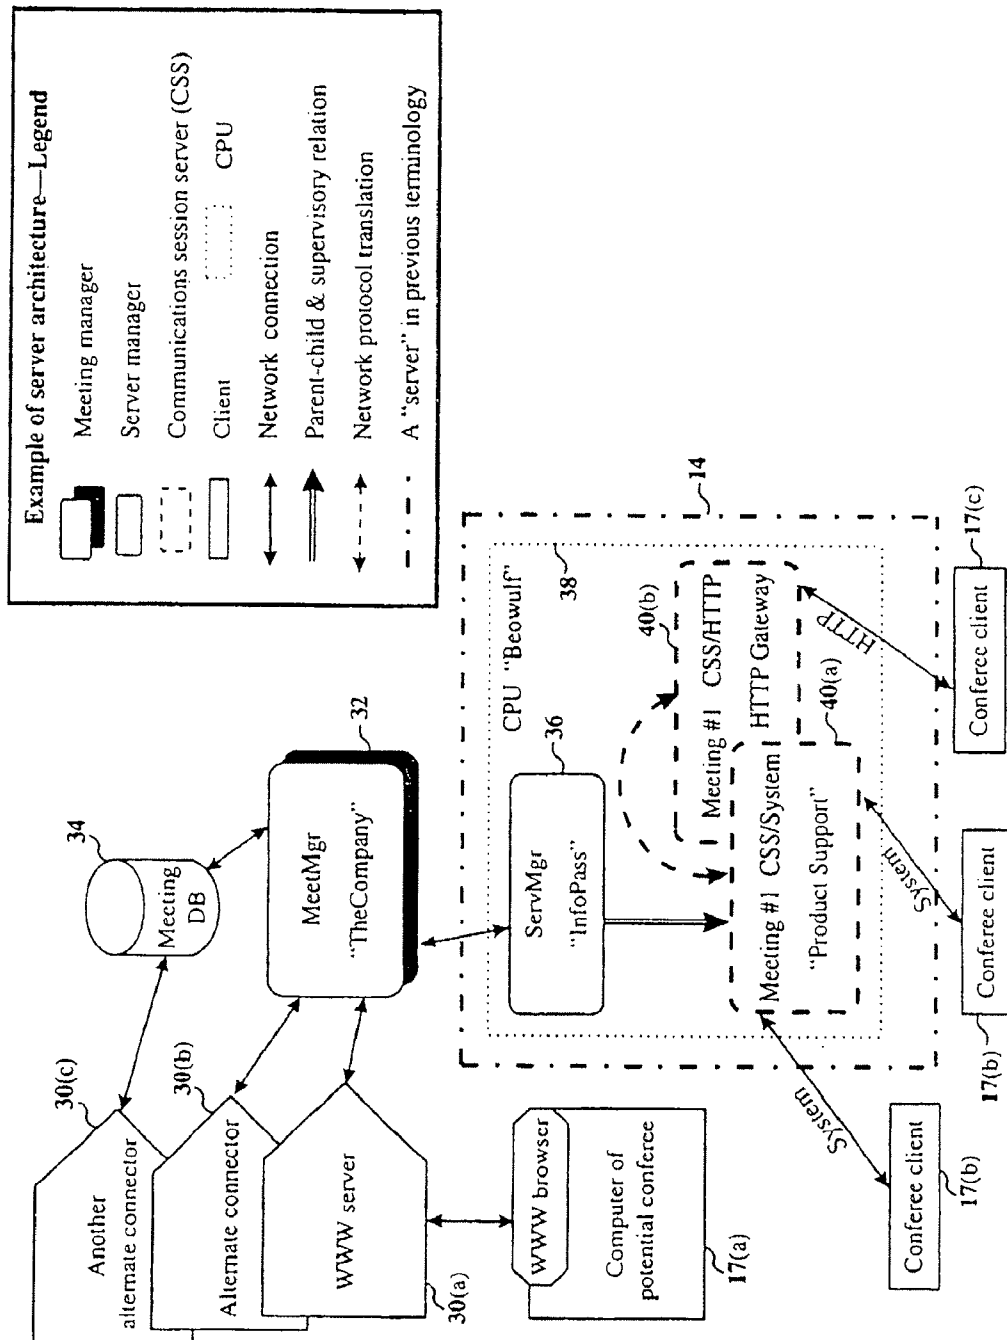 Example of server architecture—Legend
Meeting manager
Server manager
Communications session server (CSS)
Client
CPU
Network connection
Parent-child & supervisory relation
Network protocol translation
A “server” in previous terminology
30(c)
Another
alternate connector
30(b)
Alternate connector
WWW server
30(a)
34
Meeting
DB
32
MeetMgr
“TheCompany”
WWW browser
Computer of
potential conferee
17(a)
14
38
CPU “Beowulf”
36
ServMgr
“InfoPass”
40(b)
Meeting #1 CSS/HTTP
HTTP Gateway
40(a)
Meeting #1 CSS/System
“Product Support”
System
System
HTTP
Conferee client
17(b)
Conferee client
17(b)
Conferee client
17(c)